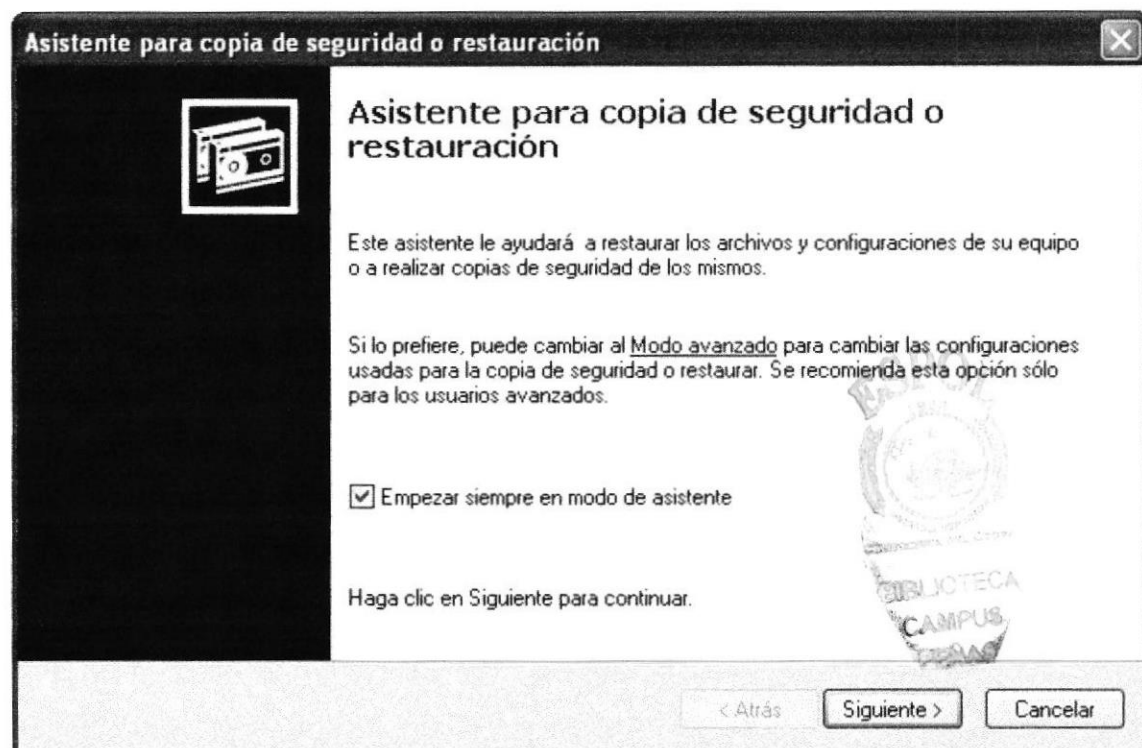 Asistente para copia de seguridad o restauración
Asistente para copia de seguridad o
restauración
Este asistente le ayudará a restaurar los archivos y configuraciones de su equipo
o a realizar copias de seguridad de los mismos.
Si lo prefiere, puede cambiar al Modo avanzado para cambiar las configuraciones
usadas para la copia de seguridad o restaurar. Se recomienda esta opción sólo
para los usuarios avanzados.
Empezar siempre en modo de asistente
Haga clic en Siguiente para continuar.
ESPOL
BIBLIOTECA
CAMPUS
PEÑAS
< Atrás
Siguiente >
Cancelar